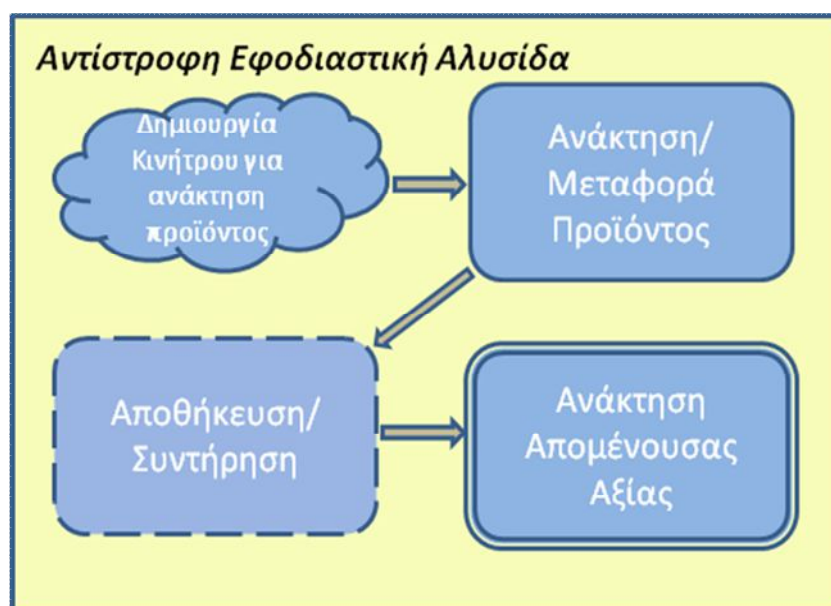 Αντίστροφη Εφοδιαστική Αλυσίδα
Δημιουργία
Κινήτρου για
ανάκτηση
προϊόντος
Ανάκτηση/
Μεταφορά
Προϊόντος
Αποθήκευση/
Συντήρηση
Ανάκτηση
Απομένουσας
Αξίας